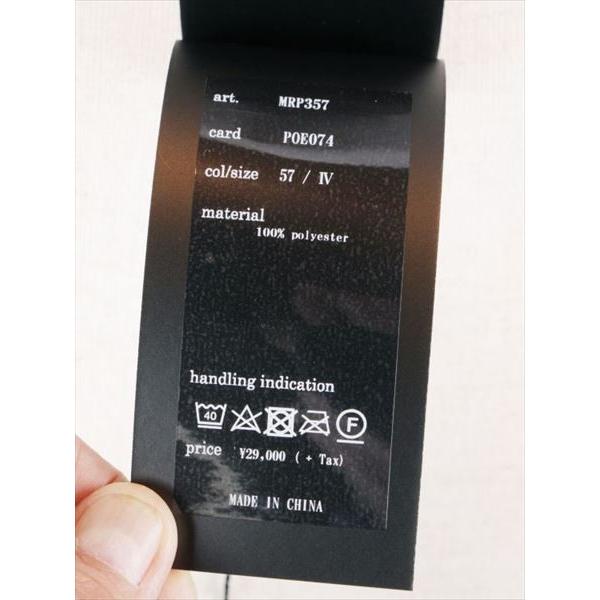 art. MRP357
card POE074
col/size 57 / Ⅳ
material
100% polyester
handling indication
40 F
price ¥29,000 ( + Tax)
MADE IN CHINA